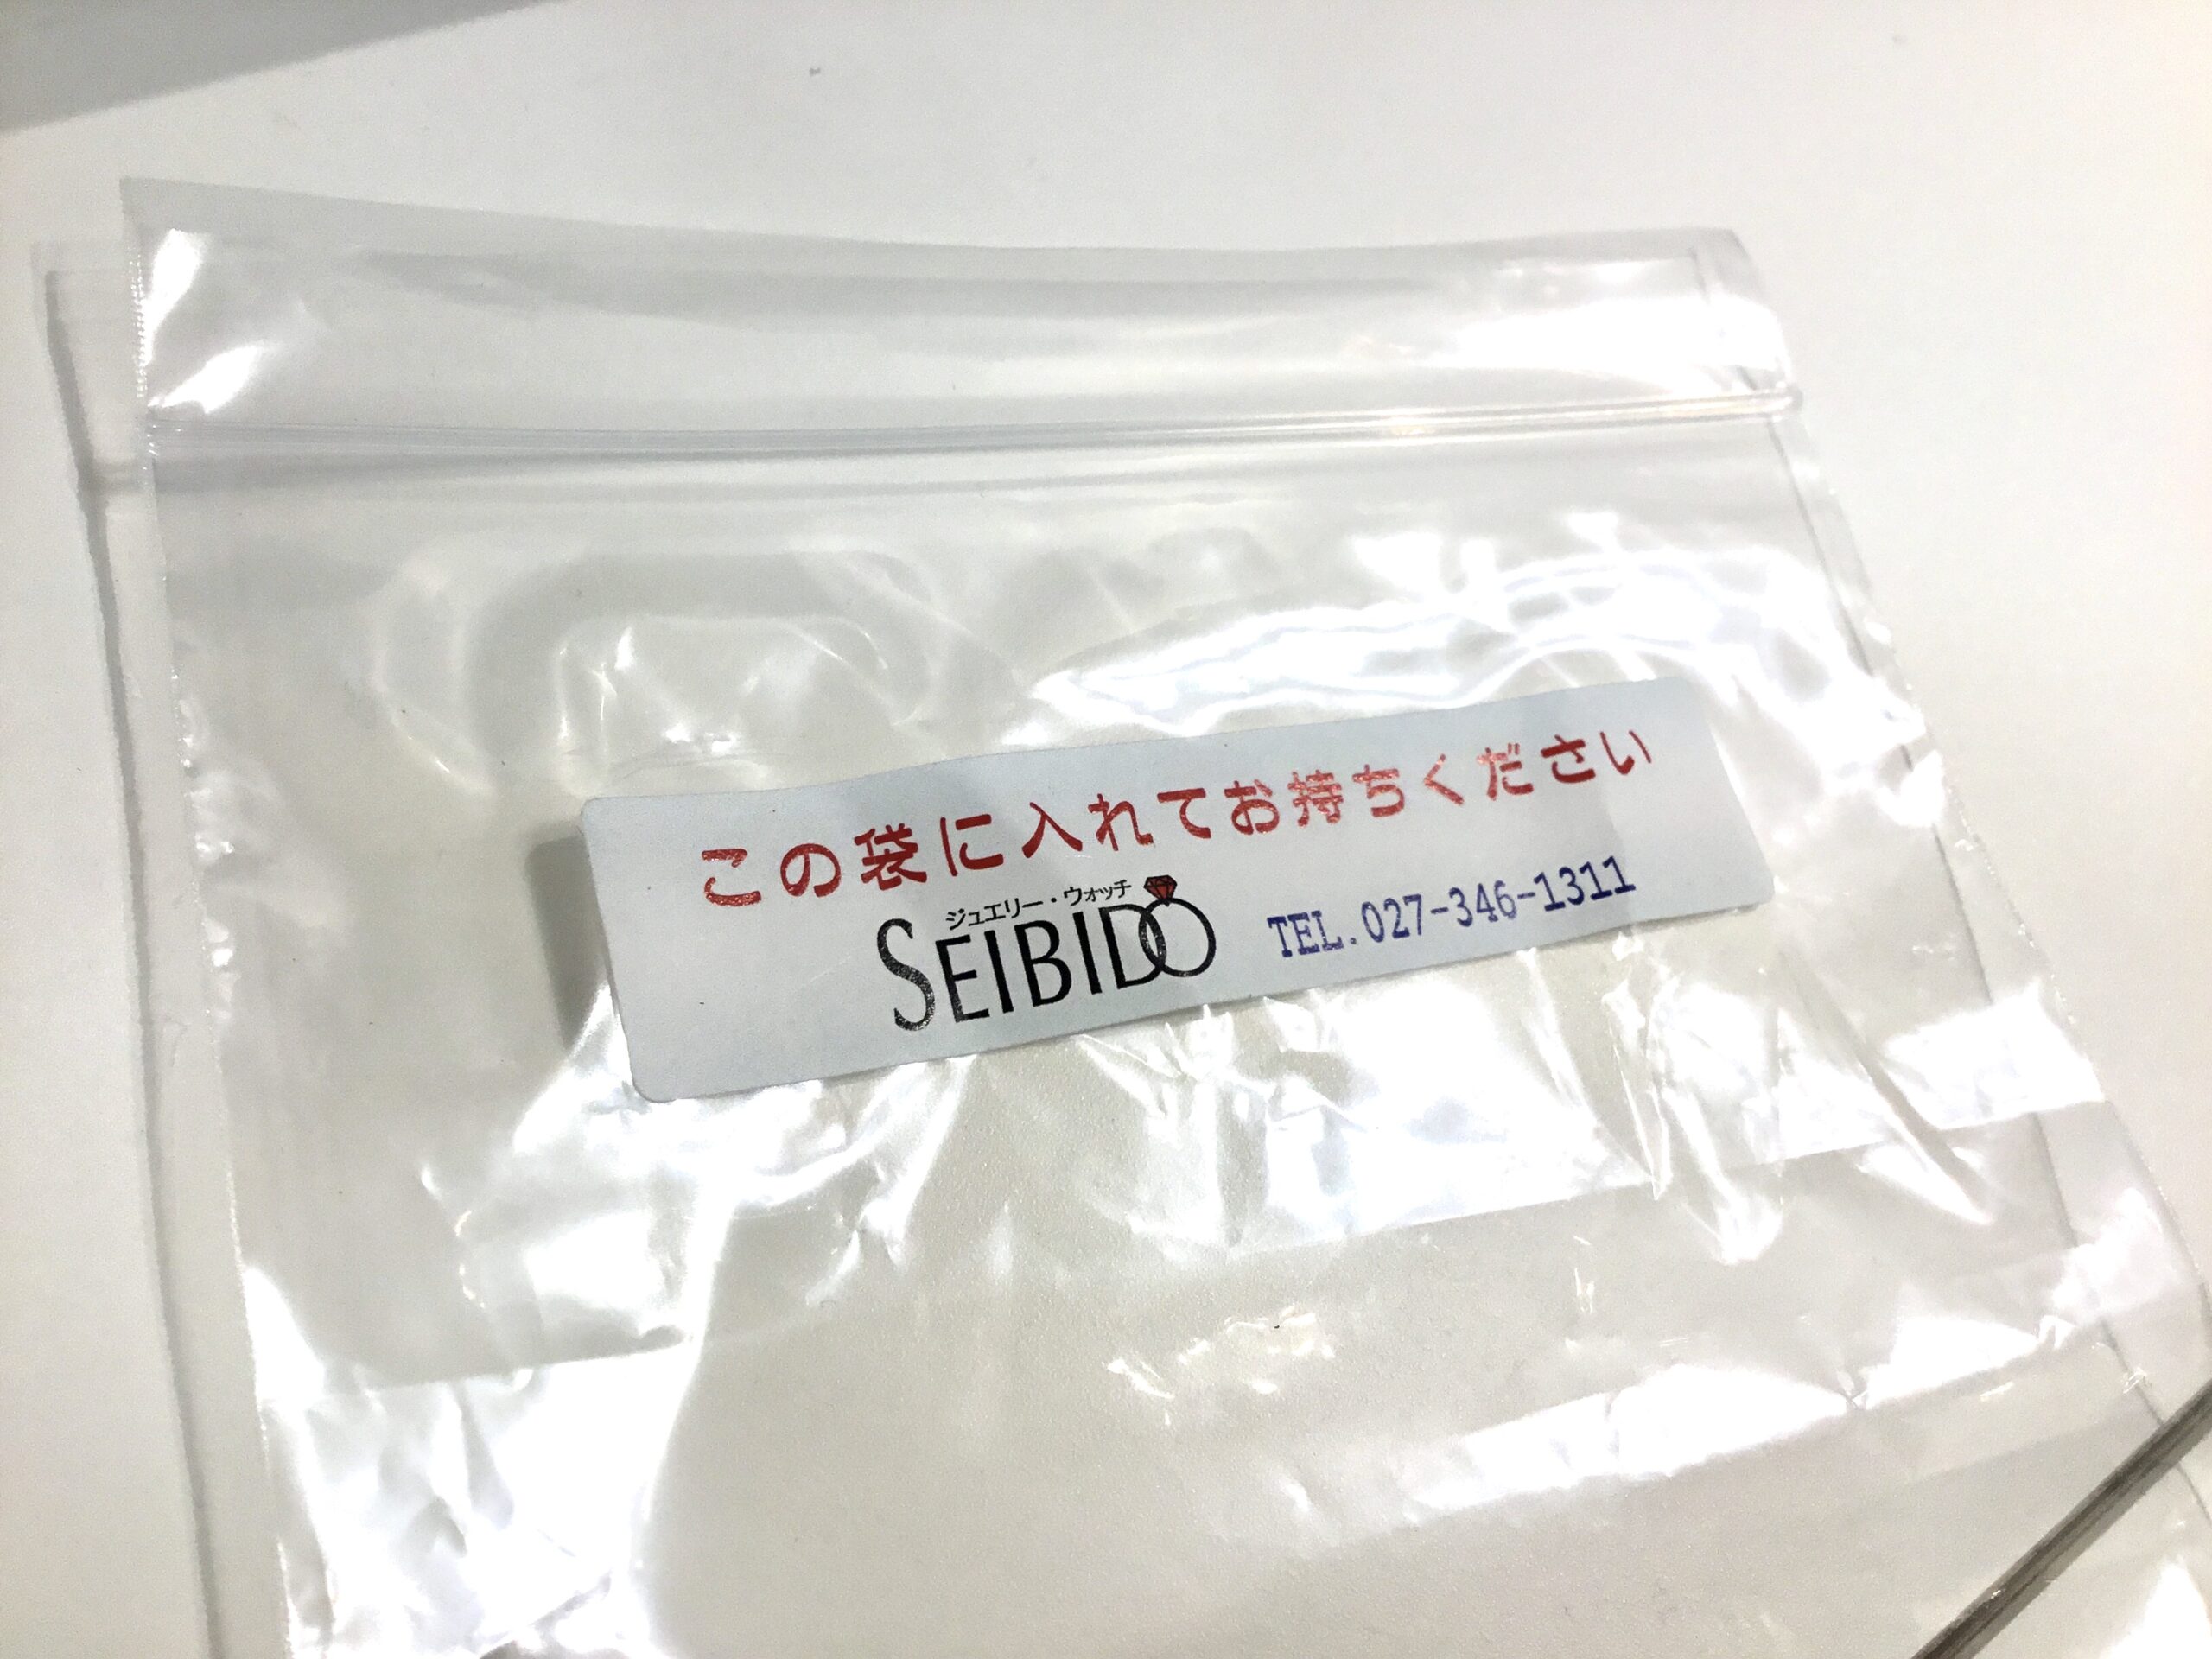 この袋に入れてお持ちください
ジュエリー・ウォッチ
SEIBIDO
TEL.027-346-1311